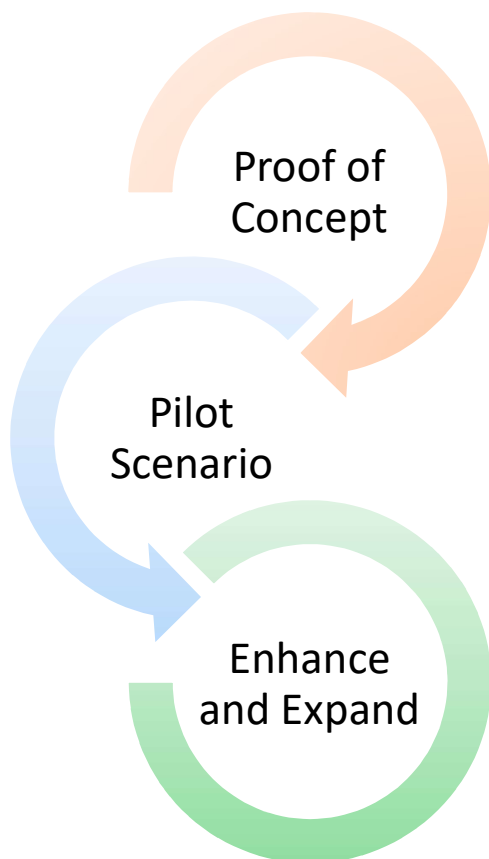 Proof of
Concept
Pilot
Scenario
Enhance
and Expand